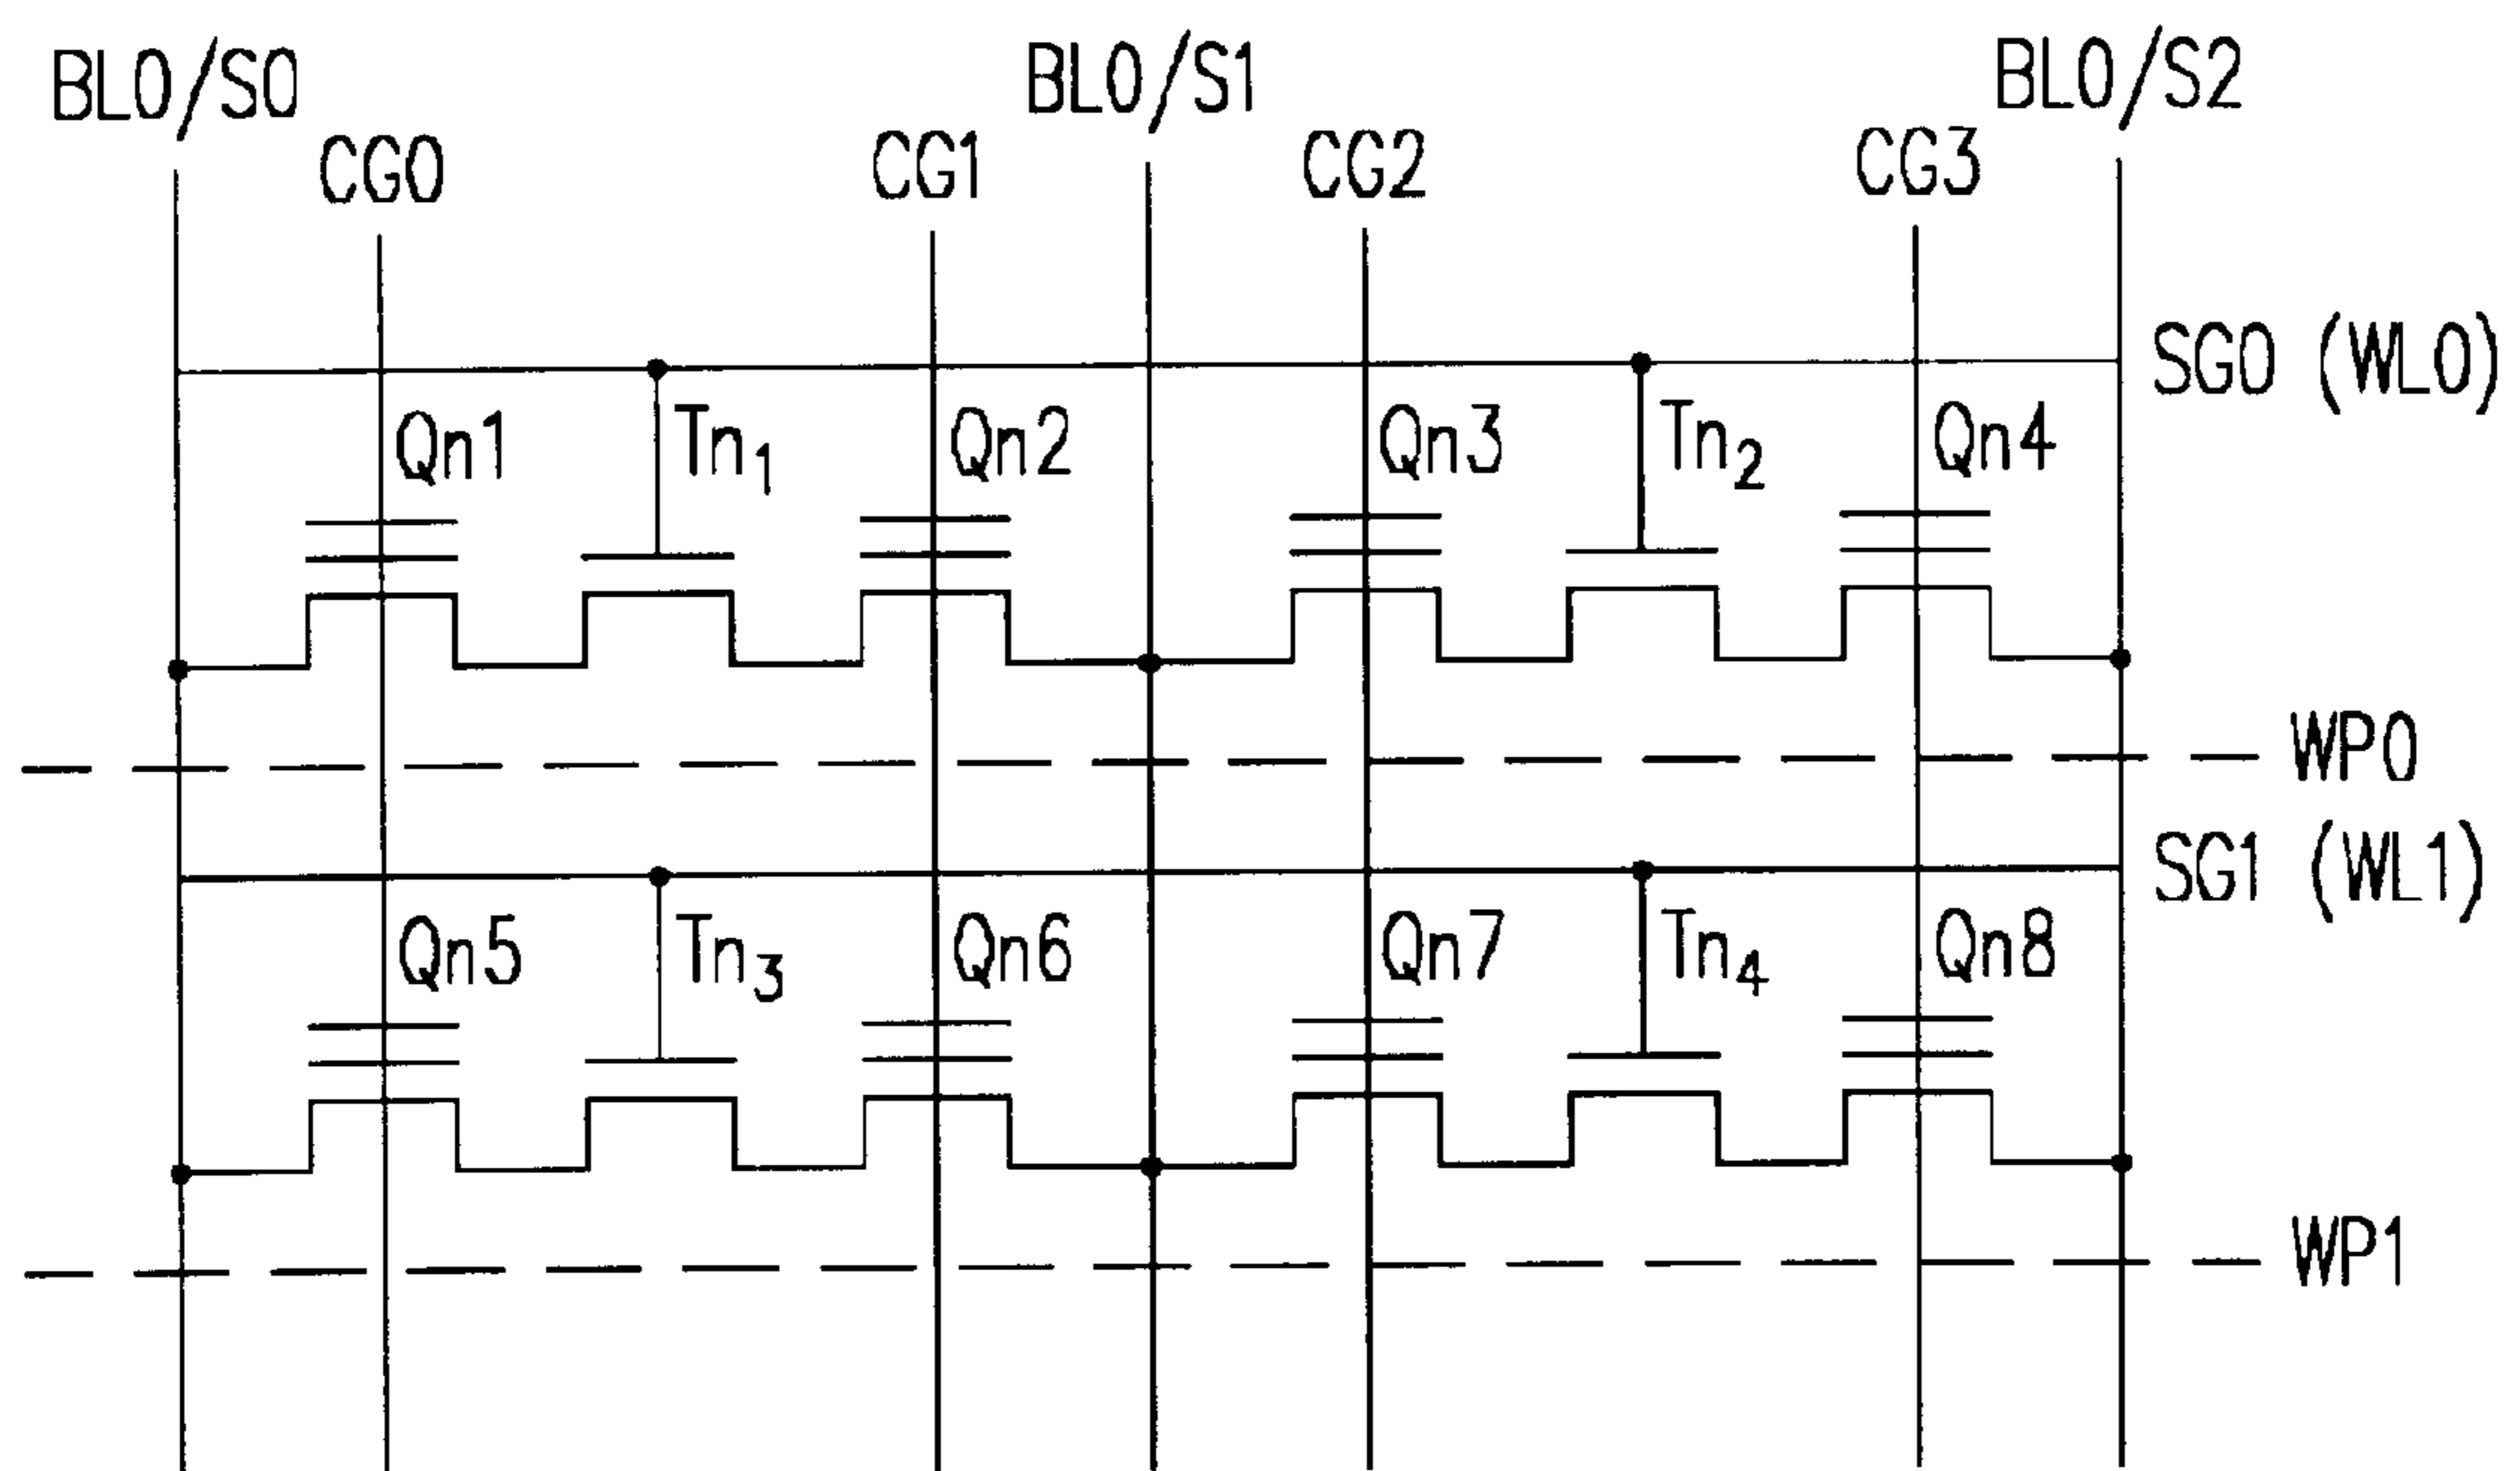 BL0/S0 BL0/S1 BL0/S2
CG0 CG1 CG2 CG3
SG0 (WL0)
Qn1 Tn1 Qn2 Qn3 Tn2 Qn4
WP0
SG1 (WL1)
Qn5 Tn3 Qn6 Qn7 Tn4 Qn8
WP1